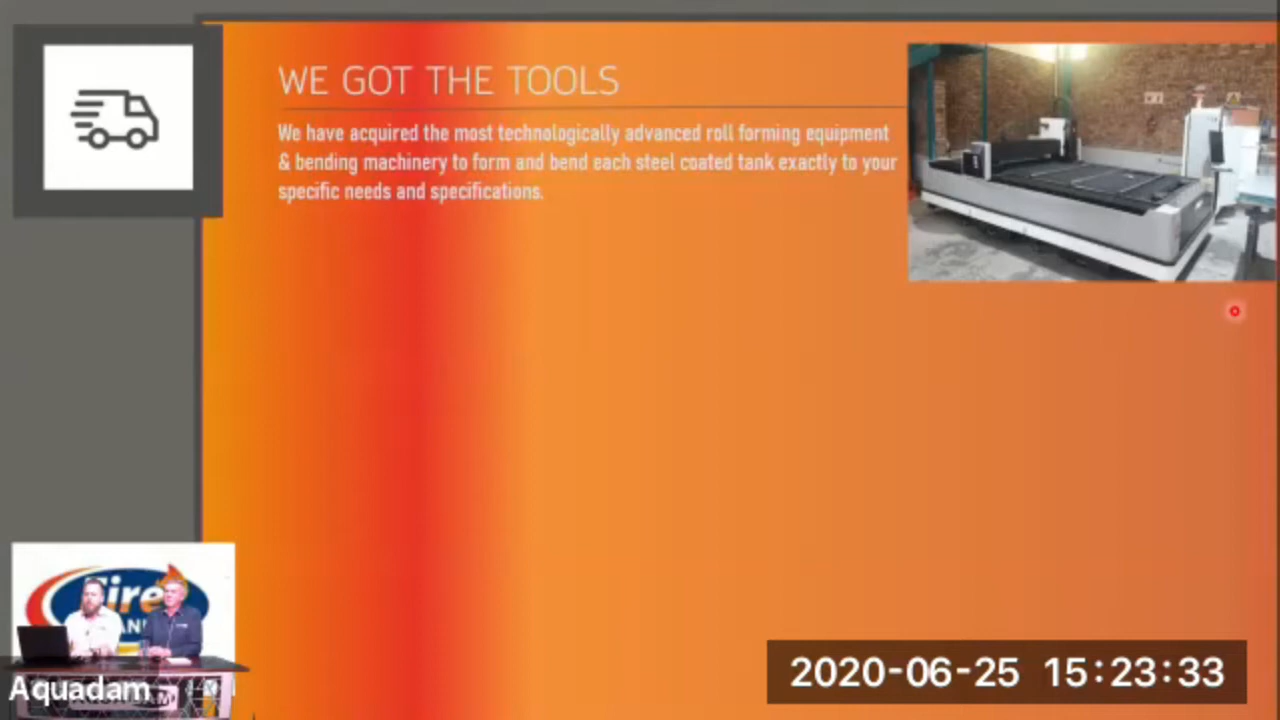 WE GOT THE TOOLS
We have acquired the most technologically advanced roll forming equipment
& bending machinery to form and bend each steel coated tank exactly to your
specific needs and specifications.
Fire
Aquadam
2020-06-25 15:23:33